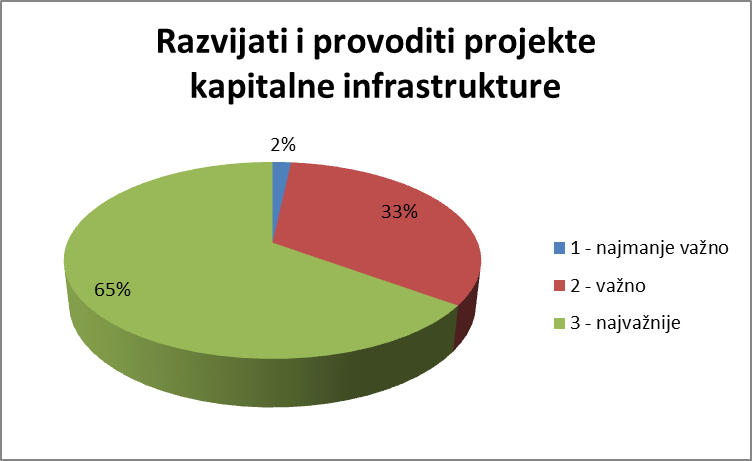 Razvijati i provoditi projekte
kapitalne infrastrukture
2%
33%
65%
1 - najmanje važno
2 - važno
3 - najvažnije